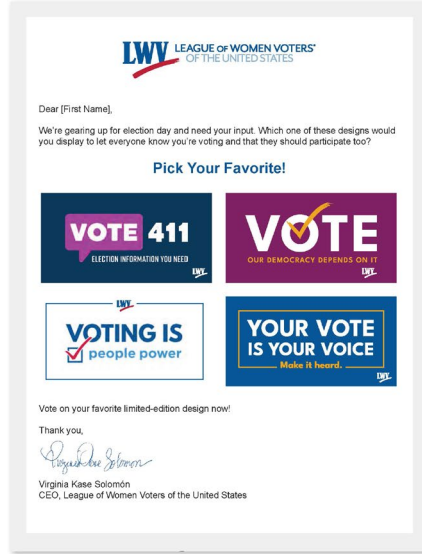 LWV LEAGUE OF WOMEN VOTERS®
OF THE UNITED STATES
Dear [First Name],
We're gearing up for election day and need your input. Which one of these designs would
you display to let everyone know you're voting and that they should participate too?
Pick Your Favorite!
VOTE 411
ELECTION INFORMATION YOU NEED
LWV
VOTE
OUR DEMOCRACY DEPENDS ON IT
LWV
LWV
VOTING IS
people power
YOUR VOTE
IS YOUR VOICE
Make it heard.
LWV
Vote on your favorite limited-edition design now!
Thank you,
Virginia Kase Solomón
Virginia Kase Solomón
CEO, League of Women Voters of the United States